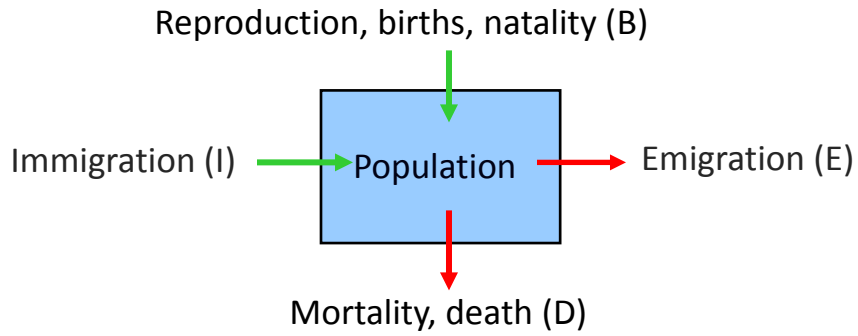 Reproduction, births, natality (B)
Immigration (I)
Population
Emigration (E)
Mortality, death (D)